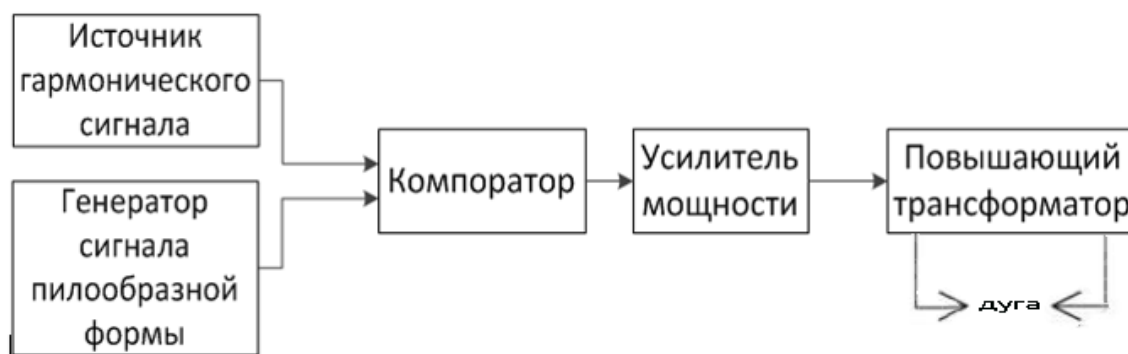 Источник
гармонического
сигнала
Генератор
сигнала
пилообразной
формы
Компоратор
Усилитель
мощности
Повышающий
трансформатор
дуга